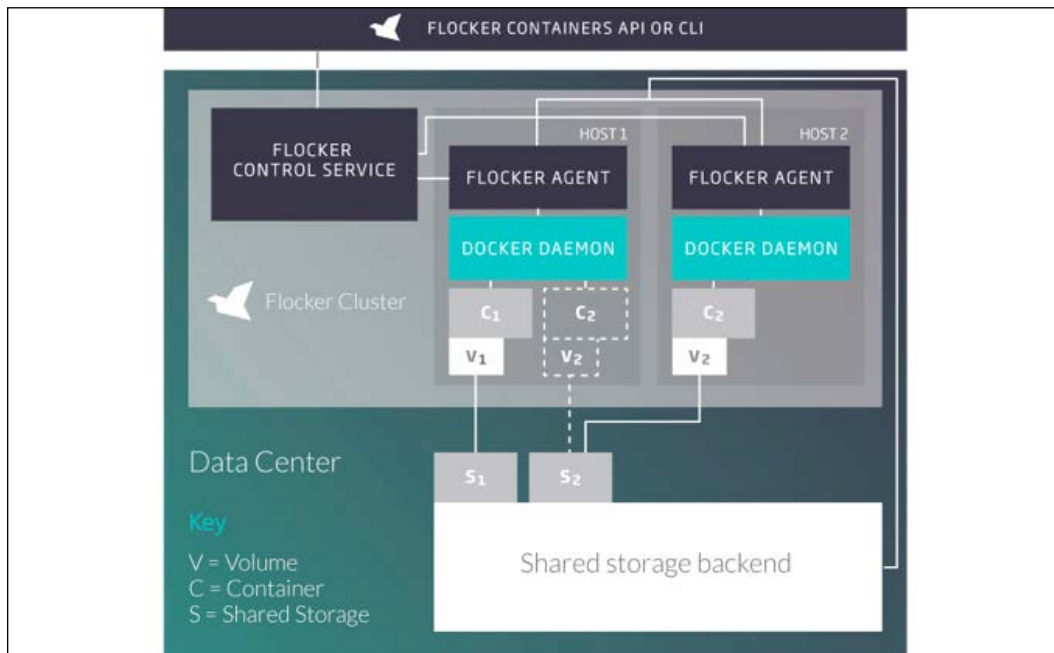 FLOCKER CONTAINERS API OR CLI
HOST 1
HOST 2
FLOCKER
CONTROL SERVICE
FLOCKER AGENT
FLOCKER AGENT
DOCKER DAEMON
DOCKER DAEMON
Flocker Cluster
C1
C2
C2
V1
V2
V2
Data Center
S1
S2
Key
V = Volume
C = Container
S = Shared Storage
Shared storage backend